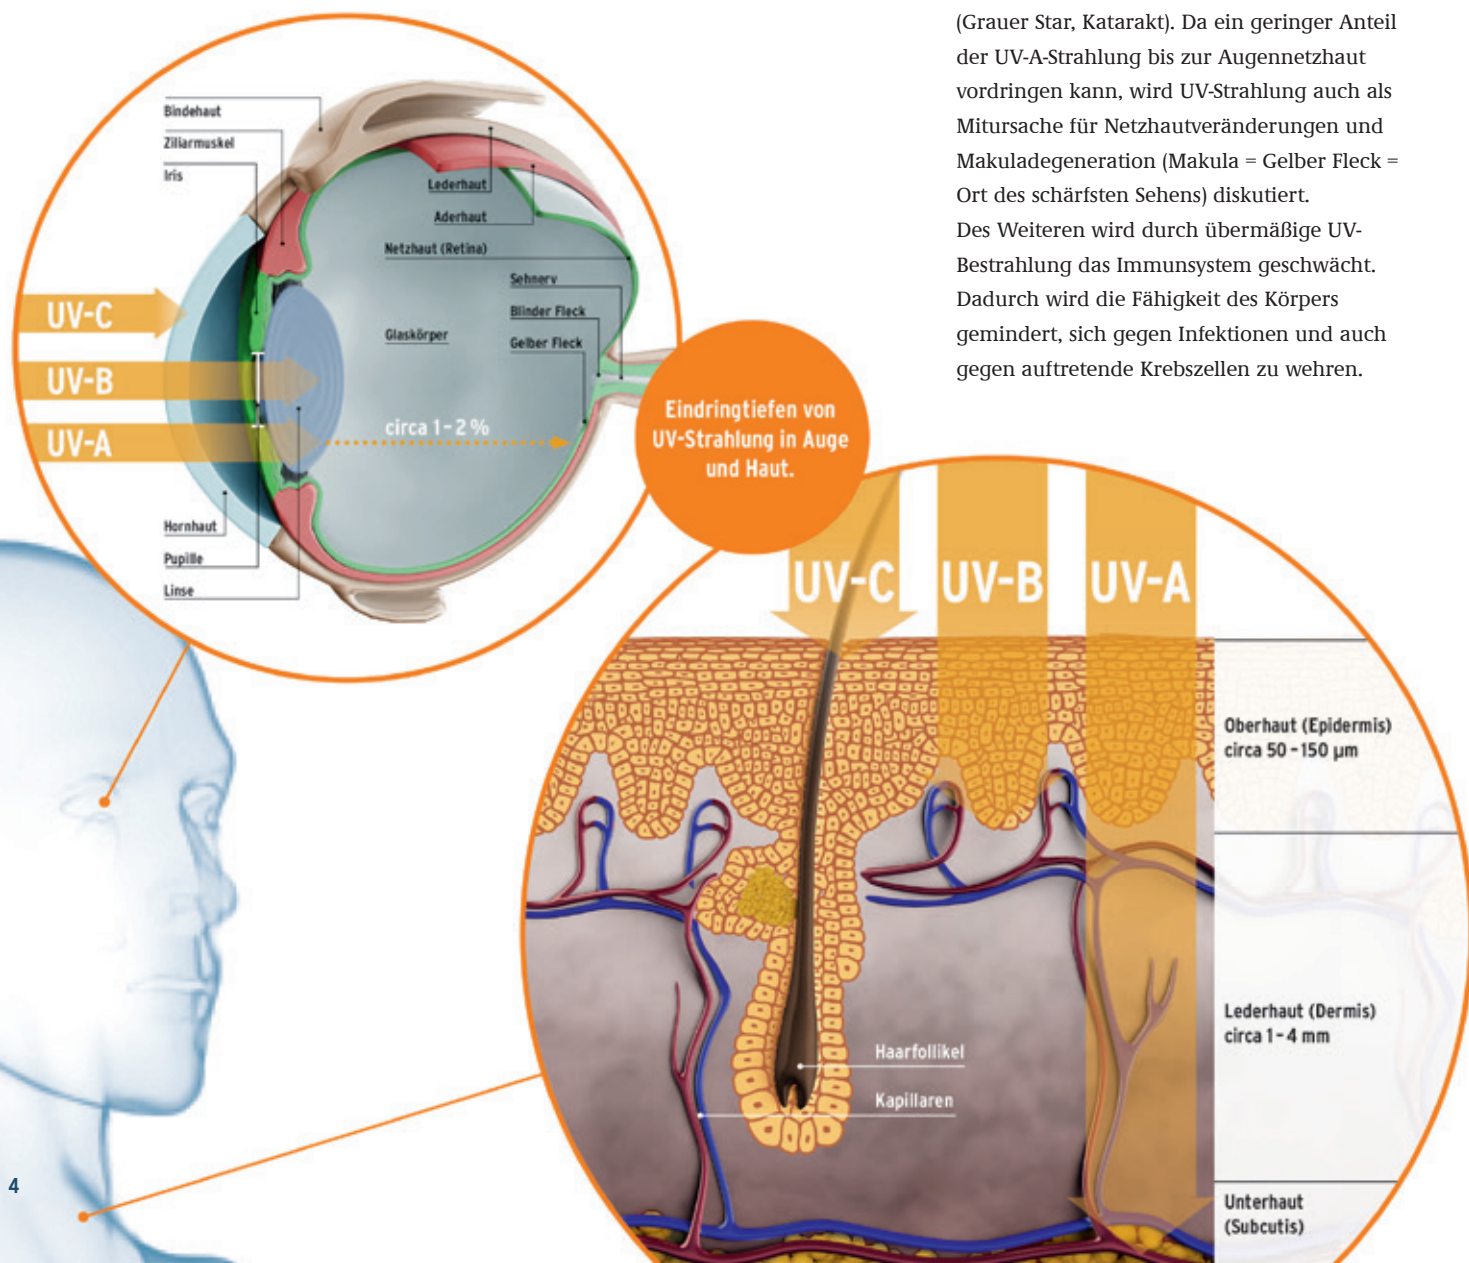 (Grauer Star, Katarakt). Da ein geringer Anteil
der UV-A-Strahlung bis zur Augennetzhaut
vordringen kann, wird UV-Strahlung auch als
Mitursache für Netzhautveränderungen und
Makuladegeneration (Makula = Gelber Fleck =
Ort des schärfsten Sehens) diskutiert.
Des Weiteren wird durch übermäßige UV-
Bestrahlung das Immunsystem geschwächt.
Dadurch wird die Fähigkeit des Körpers
gemindert, sich gegen Infektionen und auch
gegen auftretende Krebszellen zu wehren.
Bindehaut
Ziliarmuskel
Iris
Lederhaut
Aderhaut
Netzhaut (Retina)
Sehnerv
Blinder Fleck
Gelber Fleck
Glaskörper
UV-C
UV-B
UV-A
circa 1-2 %
Hornhaut
Pupille
Linse
Eindringtiefen von
UV-Strahlung in Auge
und Haut.
UV-C
UV-B
UV-A
Oberhaut (Epidermis)
circa 50-150 µm
Lederhaut (Dermis)
circa 1-4 mm
Haarfollikel
Kapillaren
Unterhaut
(Subcutis)
4